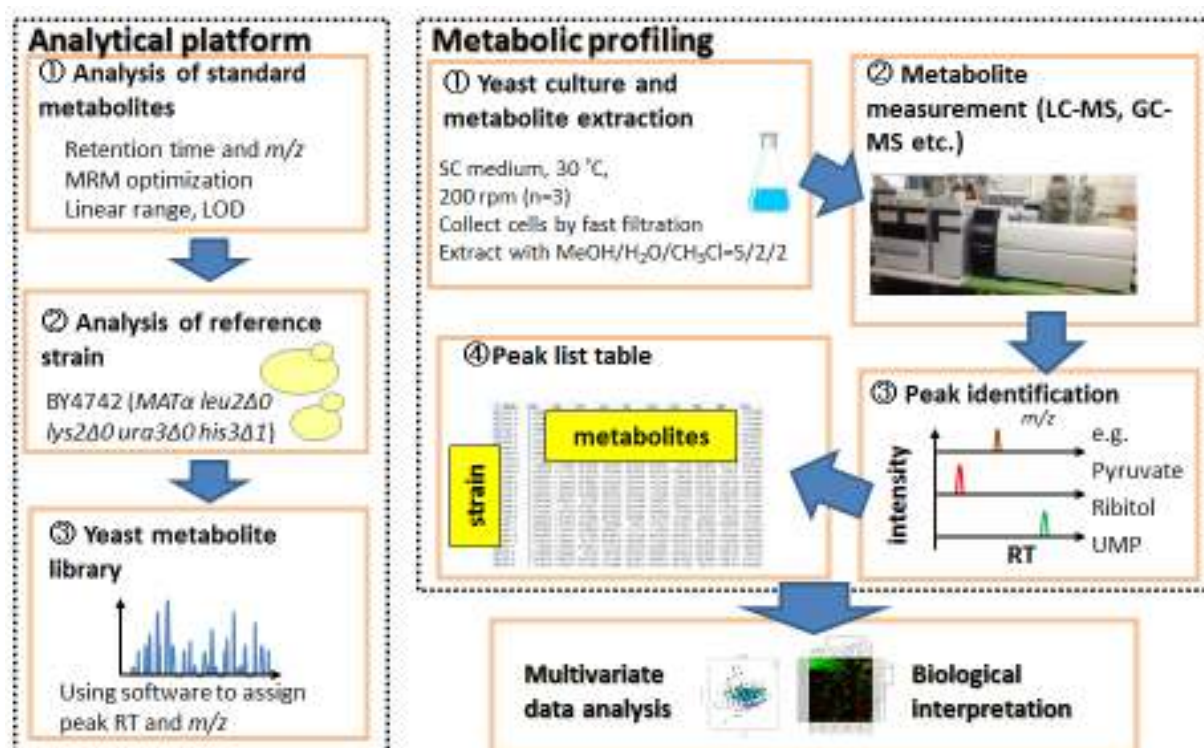 Analytical platform
① Analysis of standard
metabolites
Retention time and m/z
MRM optimization
Linear range, LOD
② Analysis of reference
strain
BY4742 (MATα leu2Δ0
lys2Δ0 ura3Δ0 his3Δ1)
③ Yeast metabolite
library
Using software to assign
peak RT and m/z
Metabolic profiling
① Yeast culture and
metabolite extraction
SC medium, 30 °C,
200 rpm (n=3)
Collect cells by fast filtration
Extract with MeOH/H₂O/CH₃Cl=5/2/2
② Metabolite
measurement (LC-MS, GC-
MS etc.)
③ Peak identification
m/z
e.g.
Pyruvate
Ribitol
UMP
intensity
RT
④Peak list table
metabolites
strain
Multivariate
data analysis
Biological
interpretation